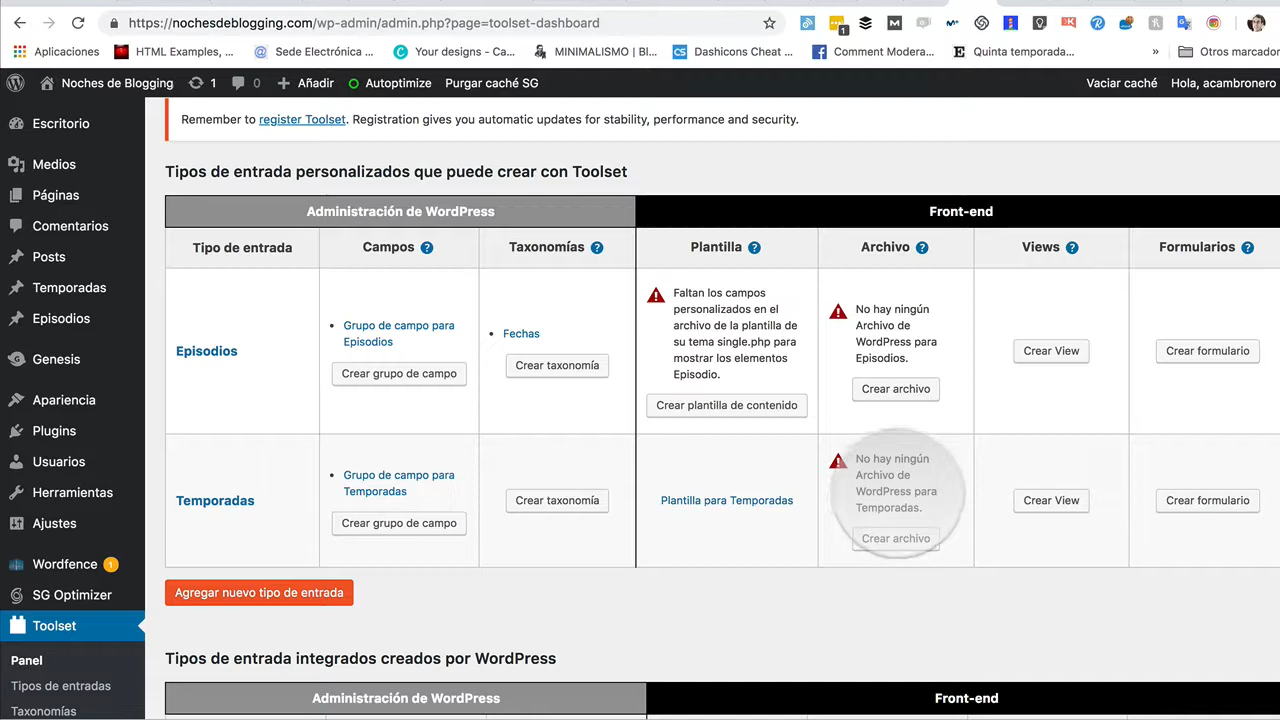 https://nochesdeblogging.com/wp-admin/admin.php?page=toolset-dashboard
1
Aplicaciones
HTML Examples, ...
Sede Electrónica ...
Your designs - Ca...
MINIMALISMO | Bl...
Dashicons Cheat ...
Comment Modera...
Quinta temporada...
»
Otros marcador
Noches de Blogging
1
0
Añadir
Autoptimize
Purgar caché SG
Vaciar caché
Hola, acambronero
Escritorio
Medios
Páginas
Comentarios
Posts
Temporadas
Episodios
Genesis
Apariencia
Plugins
Usuarios
Herramientas
Ajustes
Wordfence 1
SG Optimizer
Toolset
Panel
Tipos de entradas
Taxonomías
Remember to register Toolset. Registration gives you automatic updates for stability, performance and security.
Tipos de entrada personalizados que puede crear con Toolset
Administración de WordPress
Front-end
Tipo de entrada
Campos ?
Taxonomías ?
Plantilla ?
Archivo ?
Views ?
Formularios ?
Episodios
Grupo de campo para
Episodios
Crear grupo de campo
Fechas
Crear taxonomía
Faltan los campos
personalizados en el
archivo de la plantilla de
su tema single.php para
mostrar los elementos
Episodio.
Crear plantilla de contenido
No hay ningún
Archivo de
WordPress para
Episodios.
Crear archivo
Crear View
Crear formulario
Temporadas
Grupo de campo para
Temporadas
Crear grupo de campo
Crear taxonomía
Plantilla para Temporadas
No hay ningún
Archivo de
WordPress para
Temporadas.
Crear archivo
Crear View
Crear formulario
Agregar nuevo tipo de entrada
Tipos de entrada integrados creados por WordPress
Administración de WordPress
Front-end